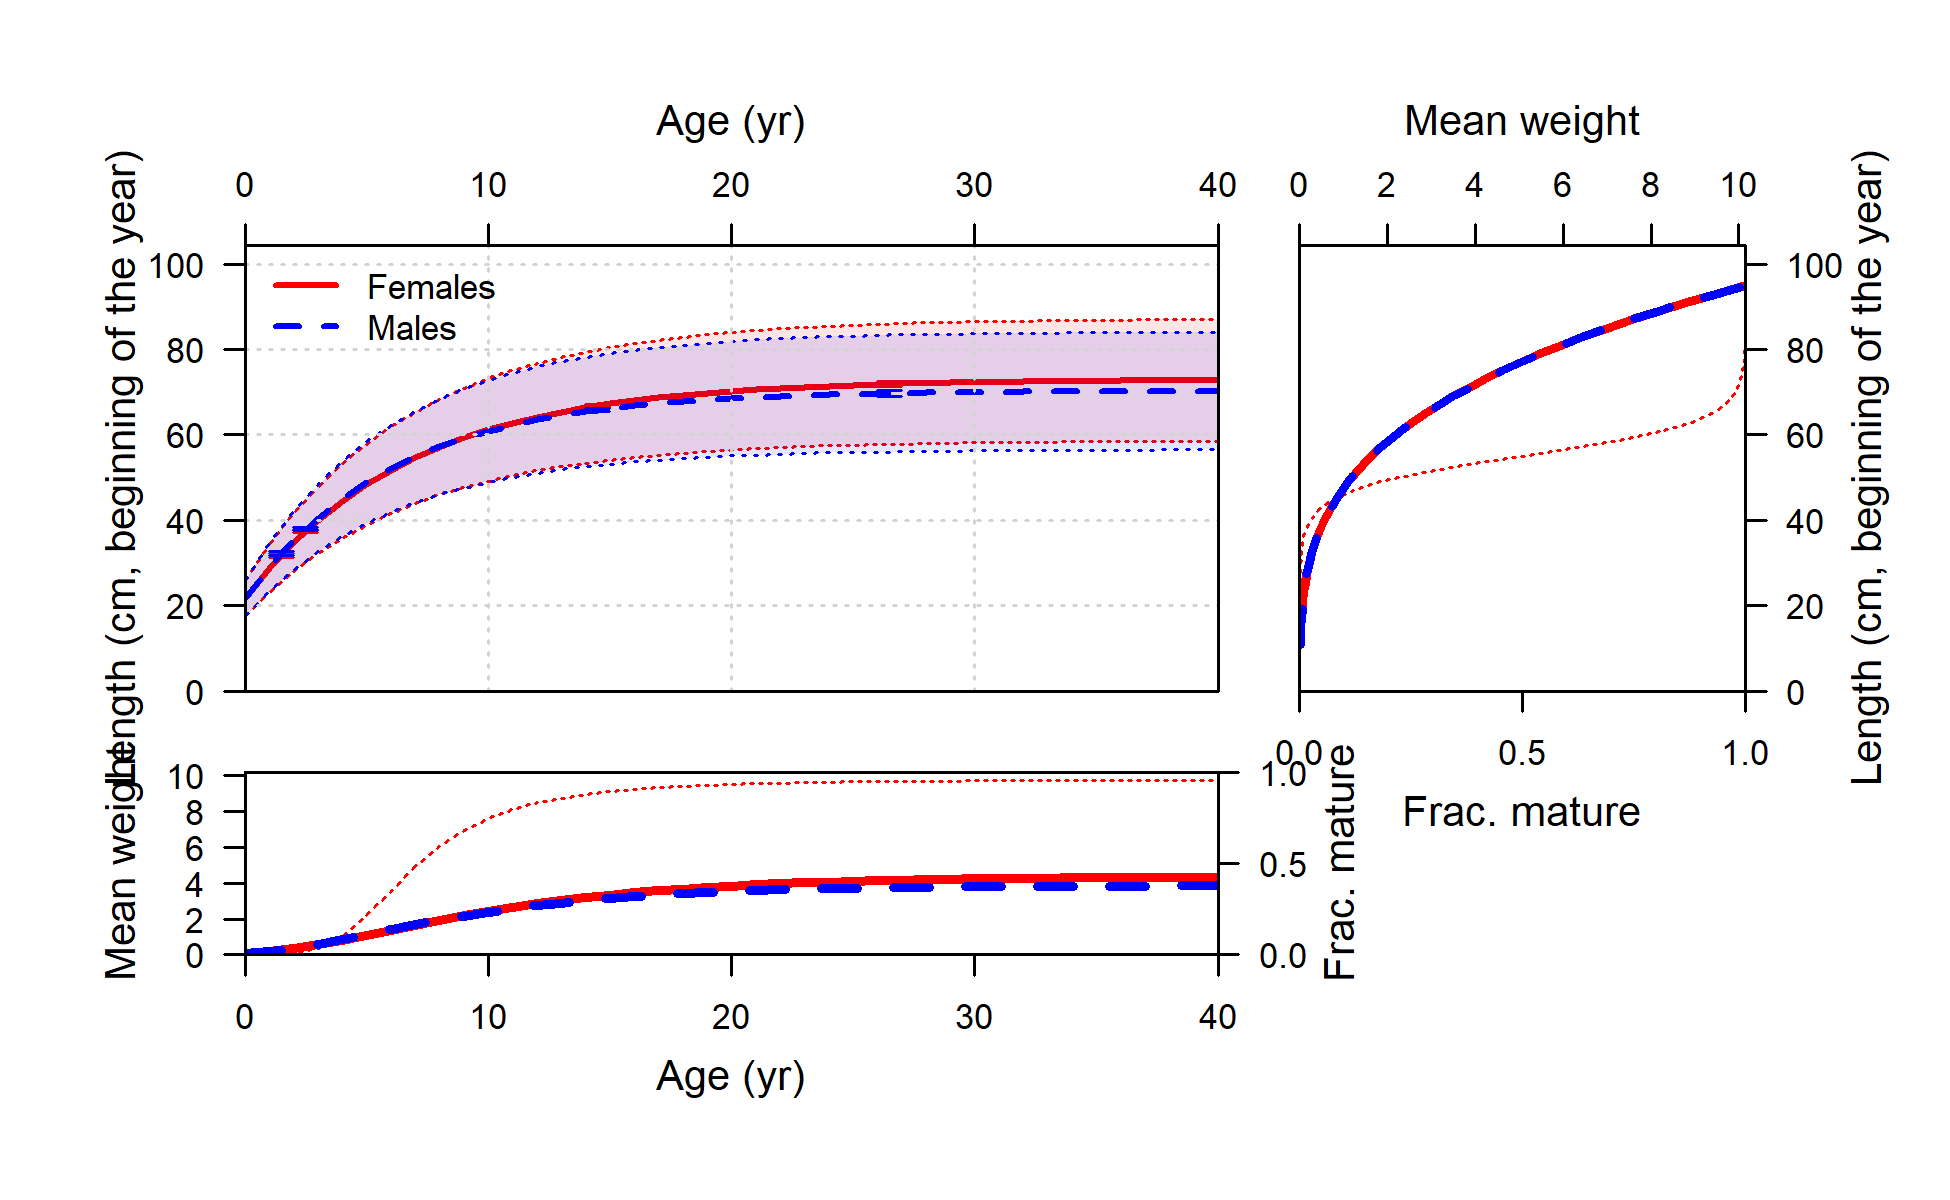 Age (yr)
Mean weight
0 10 20 30 40
0 2 4 6 8 10
Length (cm, beginning of the year)
100
80
60
40
20
0
Females
Males
100
80
60
40
20
0
Length (cm, beginning of the year)
0.0 0.5 1.0
Frac. mature
Mean weight
10
8
6
4
2
0
1.0
0.5
0.0
Frac. mature
0 10 20 30 40
Age (yr)